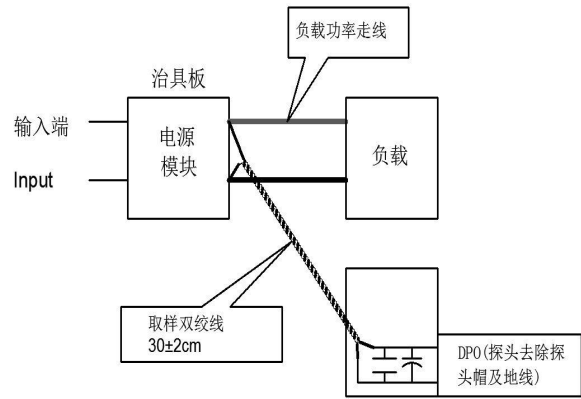 负载功率走线
治具板
输入端
电源
模块
负载
Input
取样双绞线
30±2cm
DPO(探头去除探
头帽及地线)